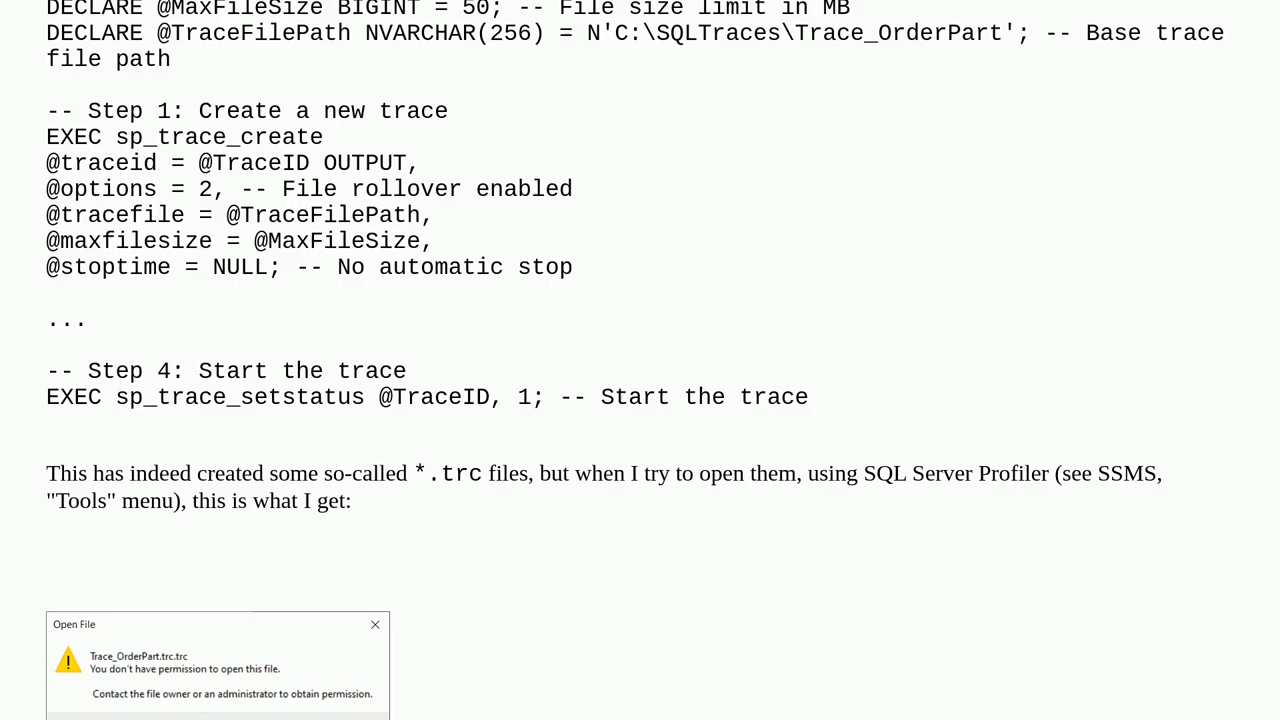 DECLARE @MaxFileSize BIGINT = 50; -- File size limit in MB
DECLARE @TraceFilePath NVARCHAR(256) = N'C:\SQLTraces\Trace_OrderPart'; -- Base trace
file path
-- Step 1: Create a new trace
EXEC sp_trace_create
@traceid = @TraceID OUTPUT,
@options = 2, -- File rollover enabled
@tracefile = @TraceFilePath,
@maxfilesize = @MaxFileSize,
@stoptime = NULL; -- No automatic stop
...
-- Step 4: Start the trace
EXEC sp_trace_setstatus @TraceID, 1; -- Start the trace
This has indeed created some so-called *.trc files, but when I try to open them, using SQL Server Profiler (see SSMS,
"Tools" menu), this is what I get:
Open File
Trace_OrderPart.trc.trc
You don't have permission to open this file.
Contact the file owner or an administrator to obtain permission.